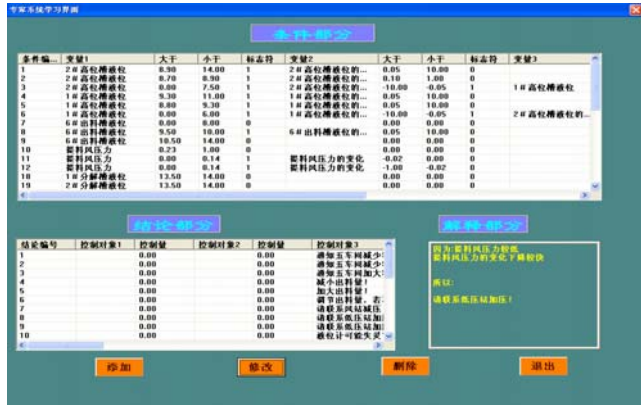 专家系统学习界面
条件部分
条件编... 变量1 大于 小于 标志符 变量2 大于 小于 标志符 变量3
1 2#高位槽液位 8.90 14.00 1 2#高位槽液位的... 0.05 10.00 0
2 2#高位槽液位 8.70 8.90 1 2#高位槽液位的... 0.10 1.00 0
3 2#高位槽液位 0.00 7.50 1 2#高位槽液位的... -10.00 -0.05 1 1#高位槽液位
4 1#高位槽液位 9.30 11.00 1 1#高位槽液位的... 0.05 10.00 0
5 1#高位槽液位 8.80 9.30 1 1#高位槽液位的... 0.05 10.00 0
6 1#高位槽液位 0.00 6.00 1 1#高位槽液位的... -10.00 -0.05 1 2#高位槽液位的...
7 6#出料槽液位 0.00 0.00 0 0.00 0.00 0
8 6#出料槽液位 9.50 10.00 1 6#出料槽液位的... 0.05 10.00 0
9 6#出料槽液位 10.50 14.00 0 0.00 0.00 0
10 提料风压力 0.23 1.00 0 0.00 0.00 0
11 提料风压力 0.00 0.14 1 提料风压力的变化 -0.02 0.00 0
12 提料风压力 0.00 0.14 1 提料风压力的变化 -1.00 -0.02 0
18 1#分解槽液位 13.50 14.00 0 0.00 0.00 0
19 2#分解槽液位 13.50 14.00 0 0.00 0.00 0
结论部分
结论编号 控制对象1 控制量 控制对象2 控制量 控制对象3
1 0.00 0.00 通知五车间减少
2 0.00 0.00 通知五车间减少
3 0.00 0.00 通知五车间加大
4 0.00 0.00 减小出料量!
5 0.00 0.00 加大出料量!
6 0.00 0.00 调节出料量,若
7 0.00 0.00 请联系风站减压
8 0.00 0.00 请联系低压站加
9 0.00 0.00 请联系低压站加
10 0.00 0.00 液位计可能失灵
解释部分
因为:提料风压力较低
提料风压力的变化下降较快
所以:
请联系低压站加压!
添加
修改
删除
退出